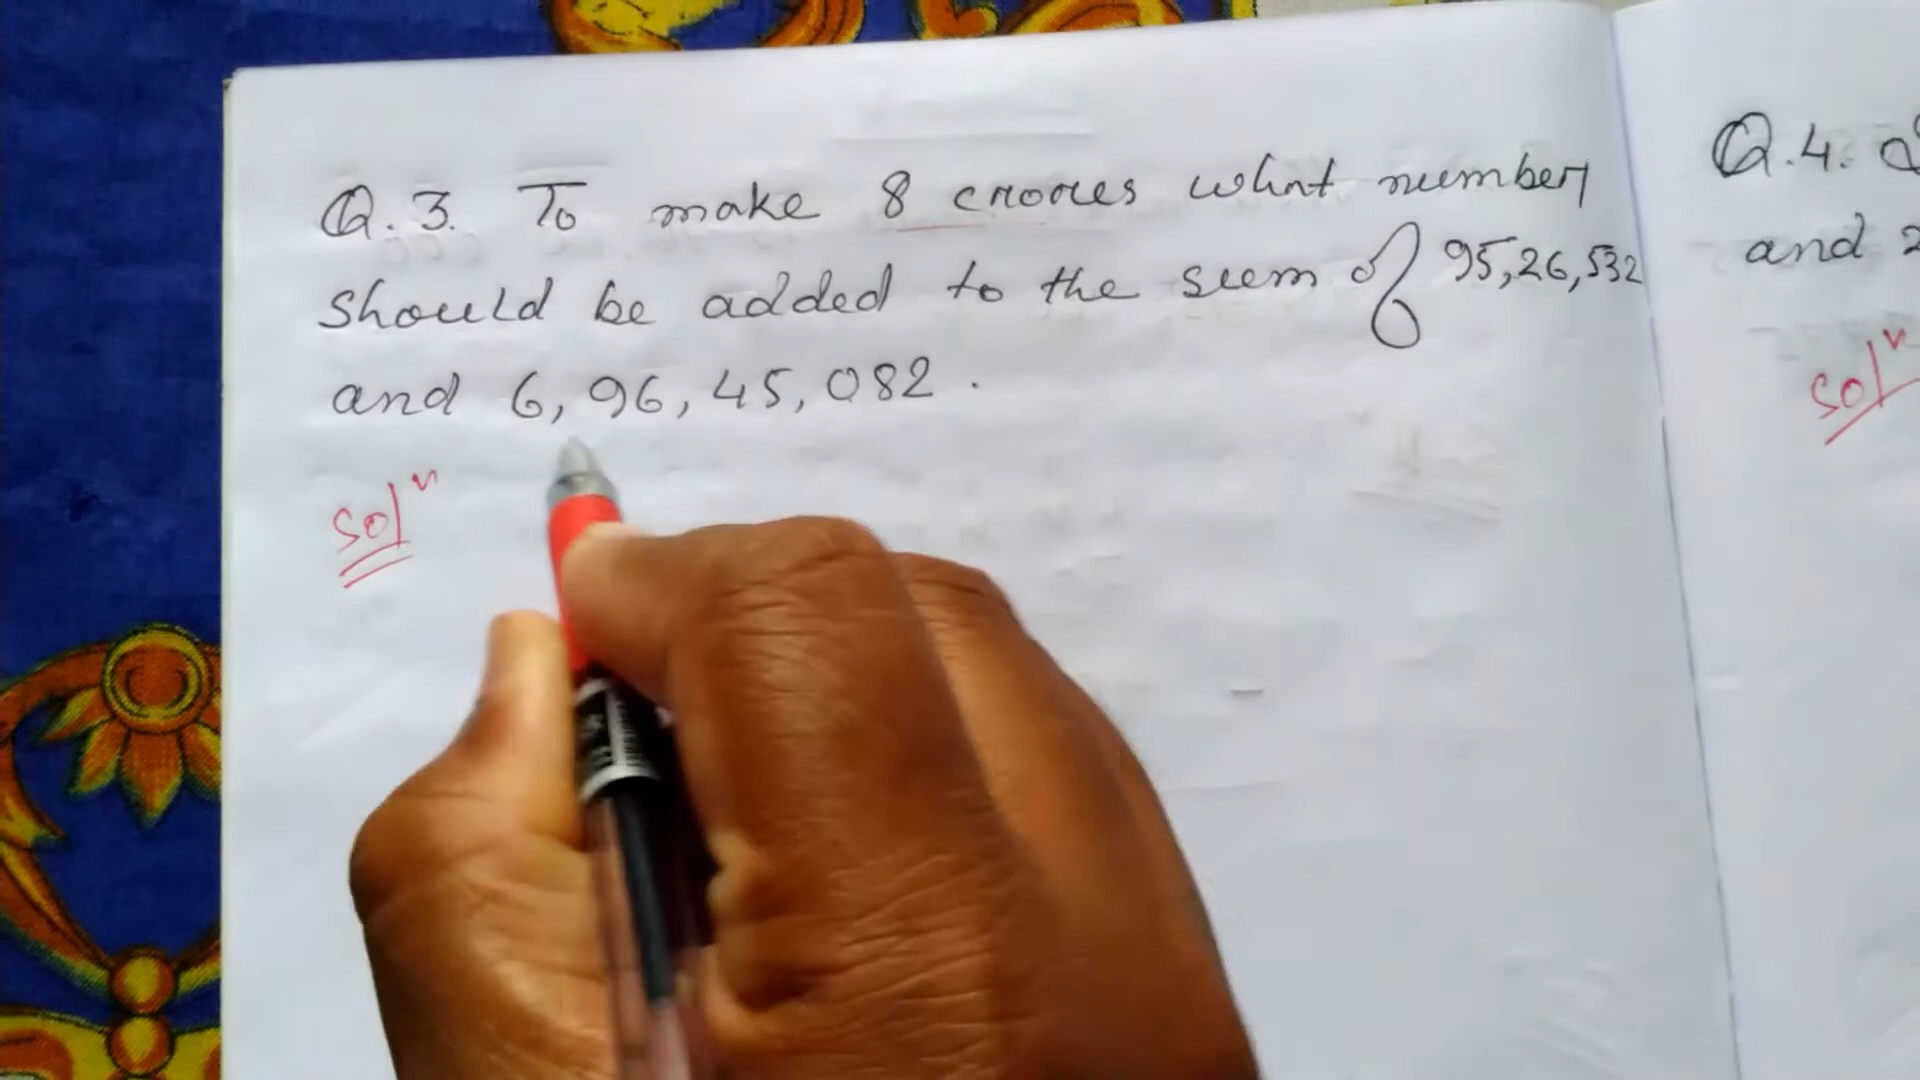 Q.3. To make 8 crores what number
should be added to the sum of 95,26,532
and 6,96,45,082.
Solⁿ
Q.4.
and 2
Solⁿ